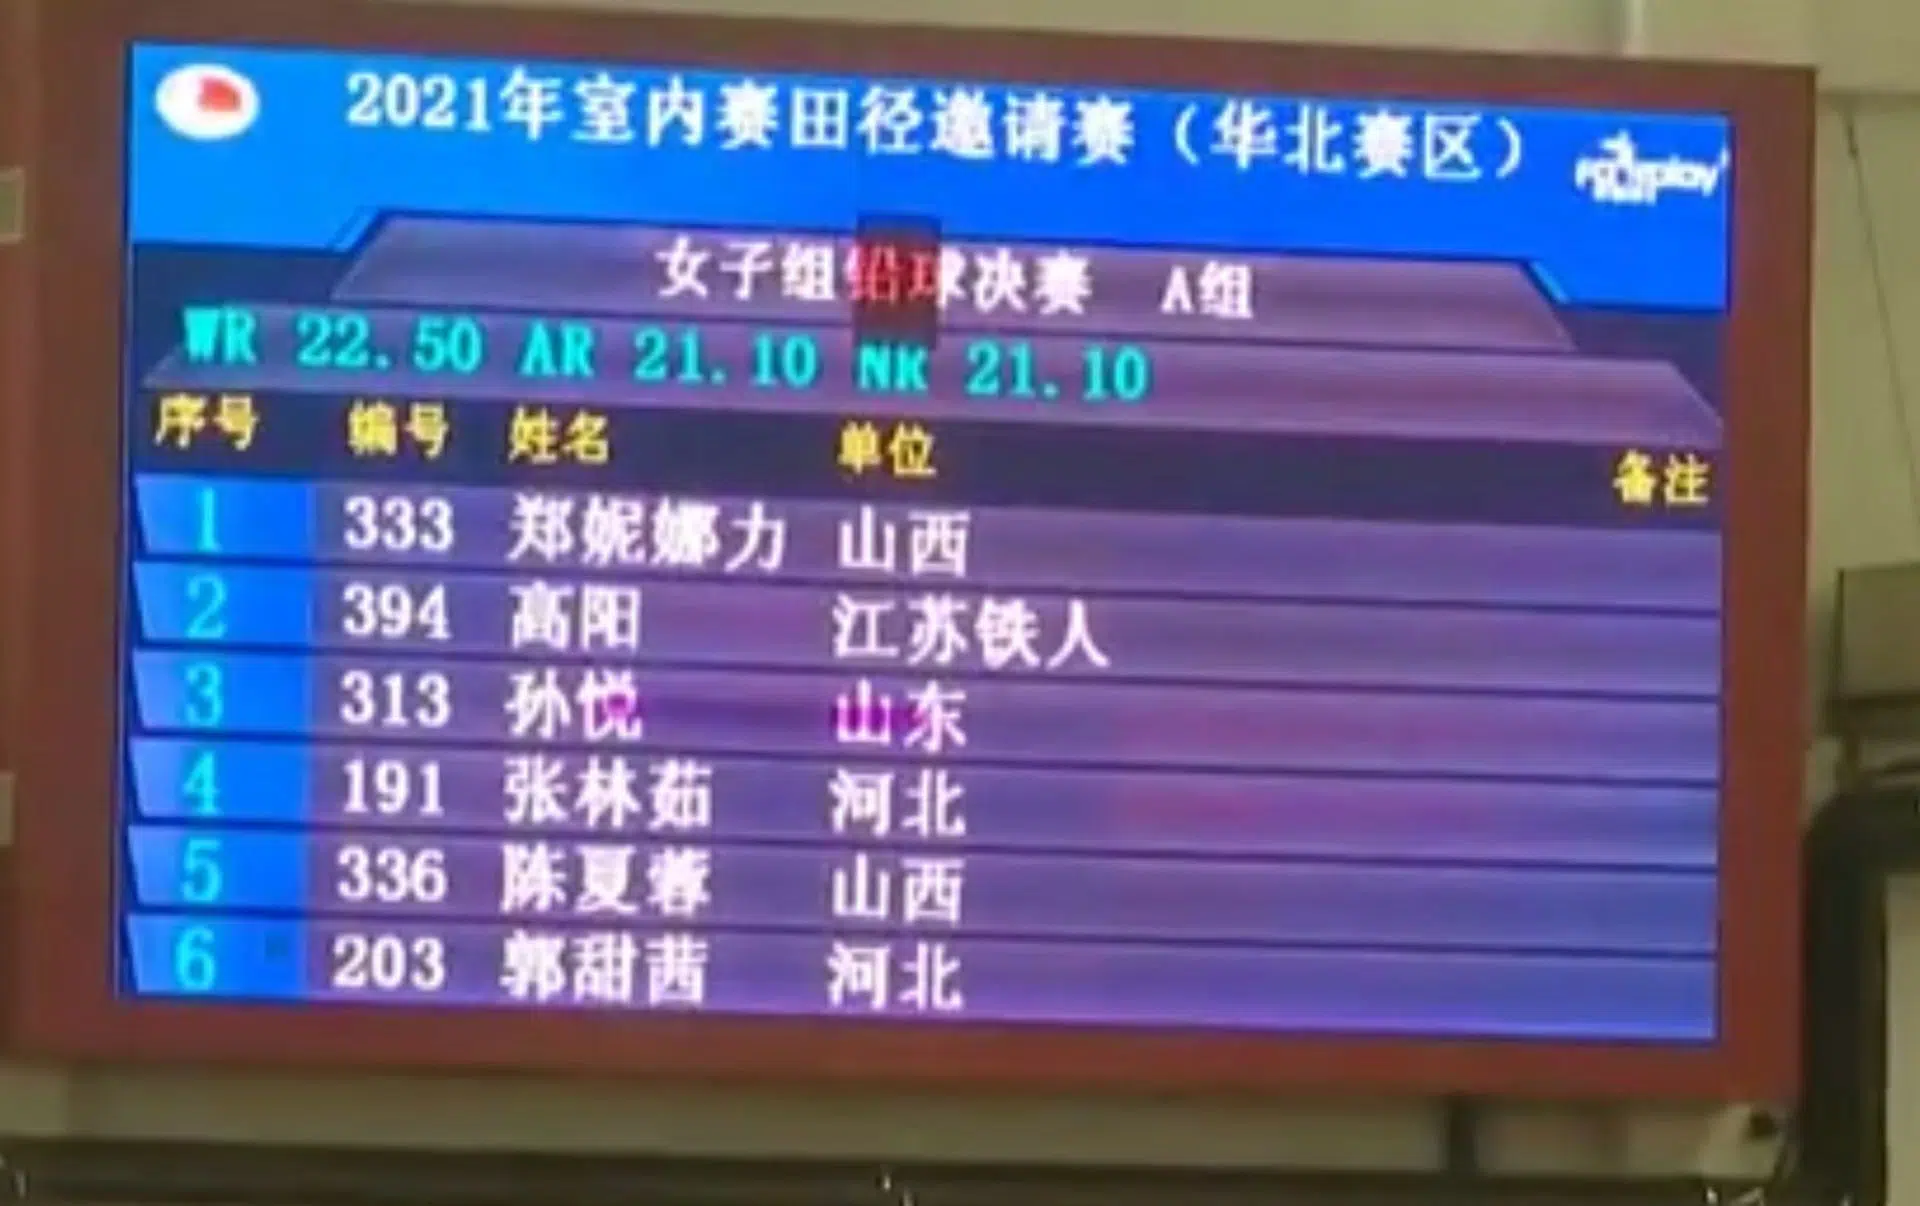 2021年室内赛田径邀请赛（华北赛区）
女子组铅球决赛 A组
WR 22.50 AR 21.10 NR 21.10
序号 编号 姓名 单位 备注
1 333 郑妮娜力 山西
2 394 高阳 江苏铁人
3 313 孙悦 山东
4 191 张林茹 河北
5 336 陈夏蓉 山西
6 203 郭甜茜 河北